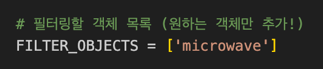 # 필터링할 객체 목록 (원하는 객체만 추가!)
FILTER_OBJECTS = ['microwave']